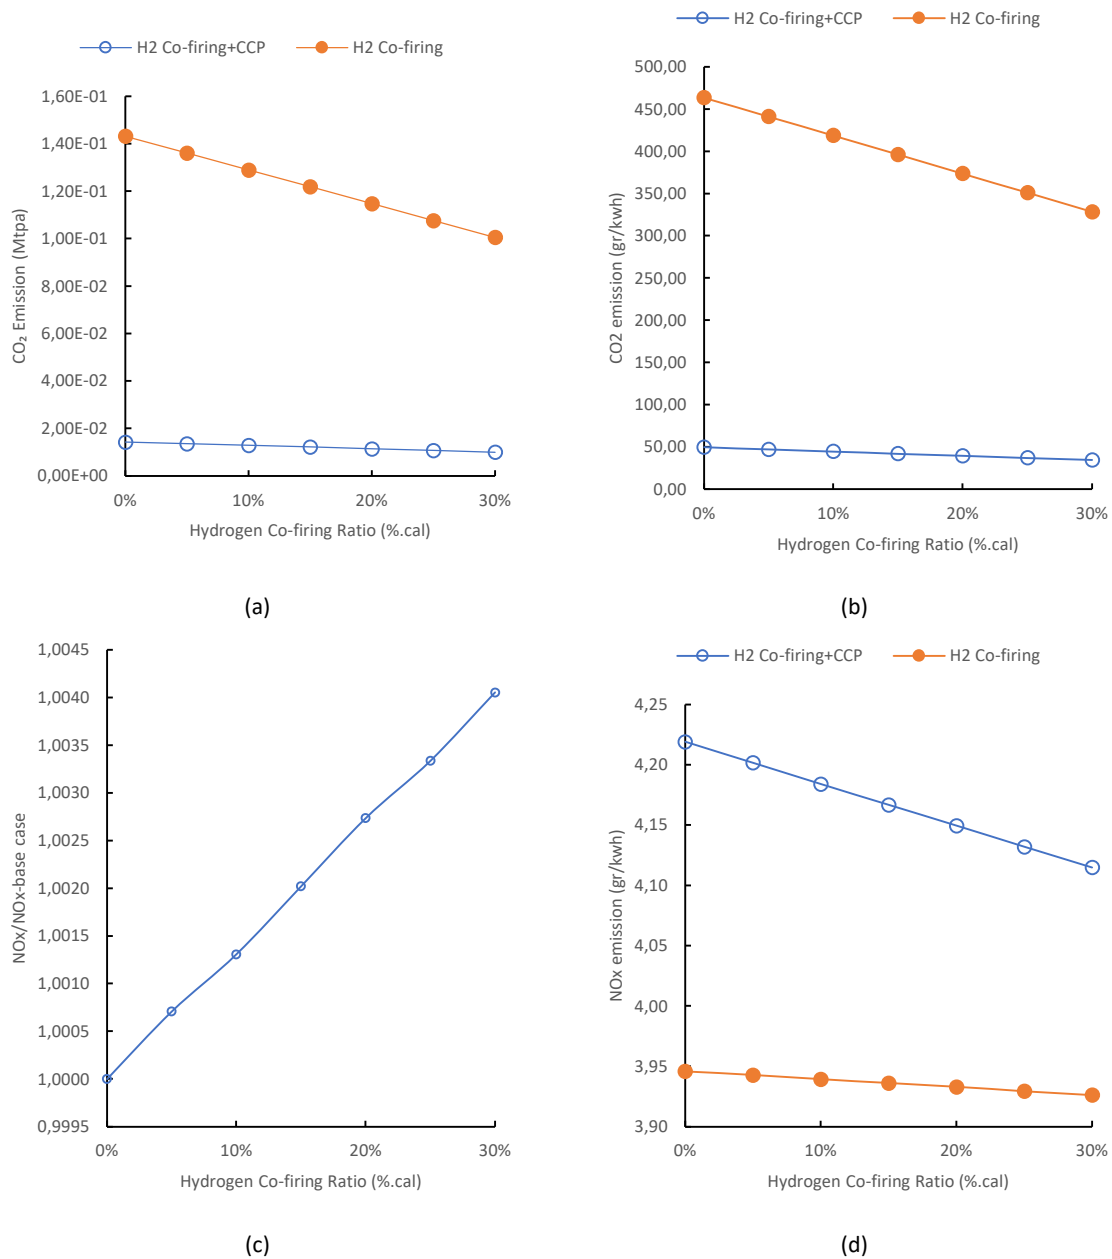 H2 Co-firing+CCP H2 Co-firing
1,60E-01
1,40E-01
1,20E-01
1,00E-01
8,00E-02
6,00E-02
4,00E-02
2,00E-02
0,00E+00
CO₂ Emission (Mtpa)
0% 10% 20% 30%
Hydrogen Co-firing Ratio (%.cal)
(a)
H2 Co-firing+CCP H2 Co-firing
500,00
450,00
400,00
350,00
300,00
250,00
200,00
150,00
100,00
50,00
0,00
CO2 emission (gr/kwh)
0% 10% 20% 30%
Hydrogen Co-firing Ratio (%.cal)
(b)
1,0045
1,0040
1,0035
1,0030
1,0025
1,0020
1,0015
1,0010
1,0005
1,0000
0,9995
NOx/NOx-base case
0% 10% 20% 30%
Hydrogen Co-firing Ratio (%.cal)
(c)
H2 Co-firing+CCP H2 Co-firing
4,25
4,20
4,15
4,10
4,05
4,00
3,95
3,90
NOx emission (gr/kwh)
0% 10% 20% 30%
Hydrogen Co-firing Ratio (%.cal)
(d)